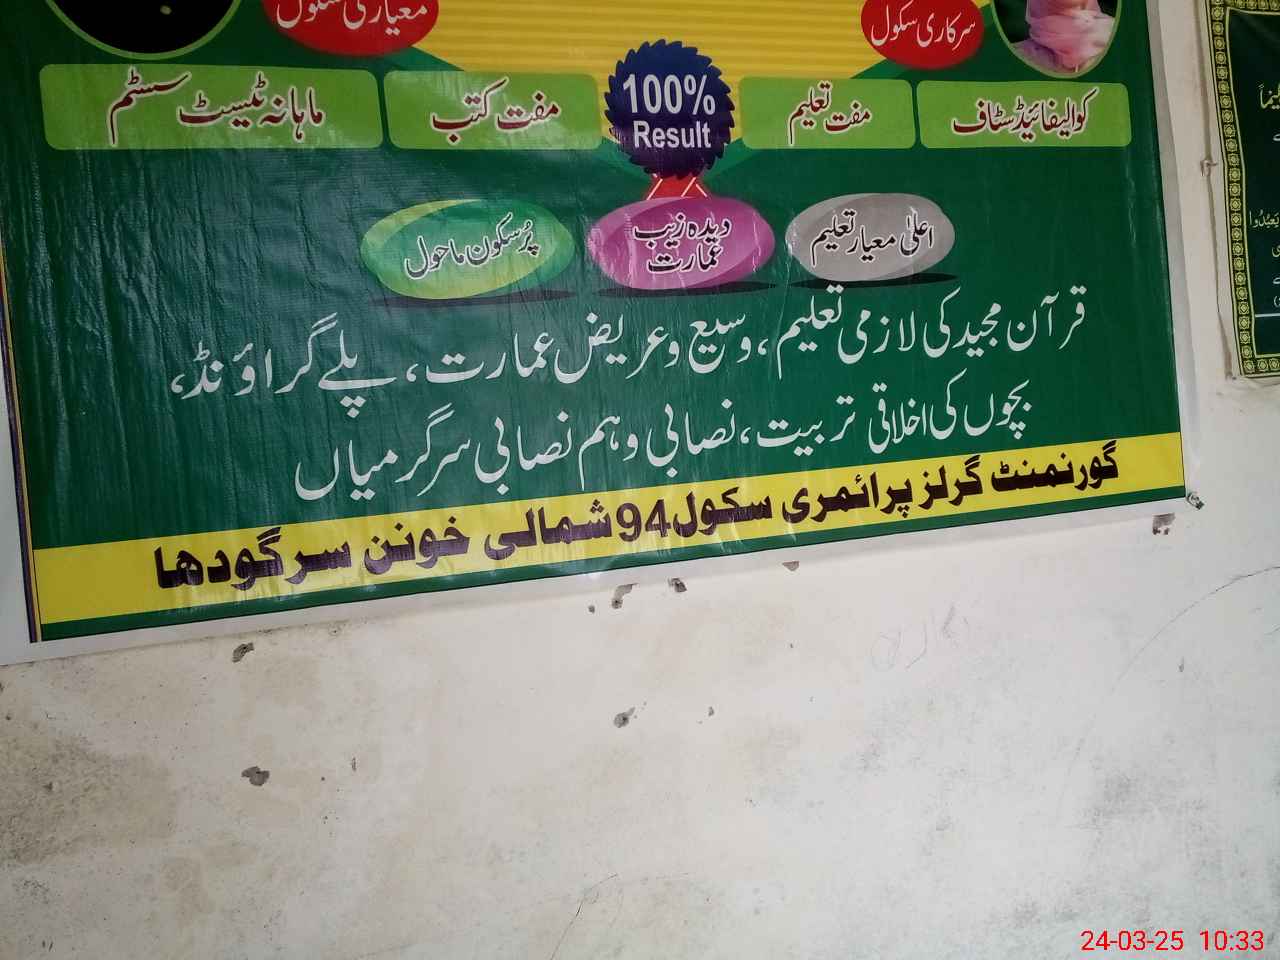 سرکاری سکول
معیاری سکول
کوالیفائیڈ سٹاف
مفت تعلیم
100%
Result
مفت کتب
ماہانہ ٹیسٹ سسٹم
اعلیٰ معیار تعلیم
دیدہ زیب
عمارت
پُر سکون ماحول
قرآن مجید کی لازمی تعلیم، وسیع و عریض عمارت، پلے گراؤنڈ،
بچوں کی اخلاقی تربیت، نصابی و ہم نصابی سرگرمیاں
گورنمنٹ گرلز پرائمری سکول 94 شمالی خونن سرگودھا
24-03-25 10:33